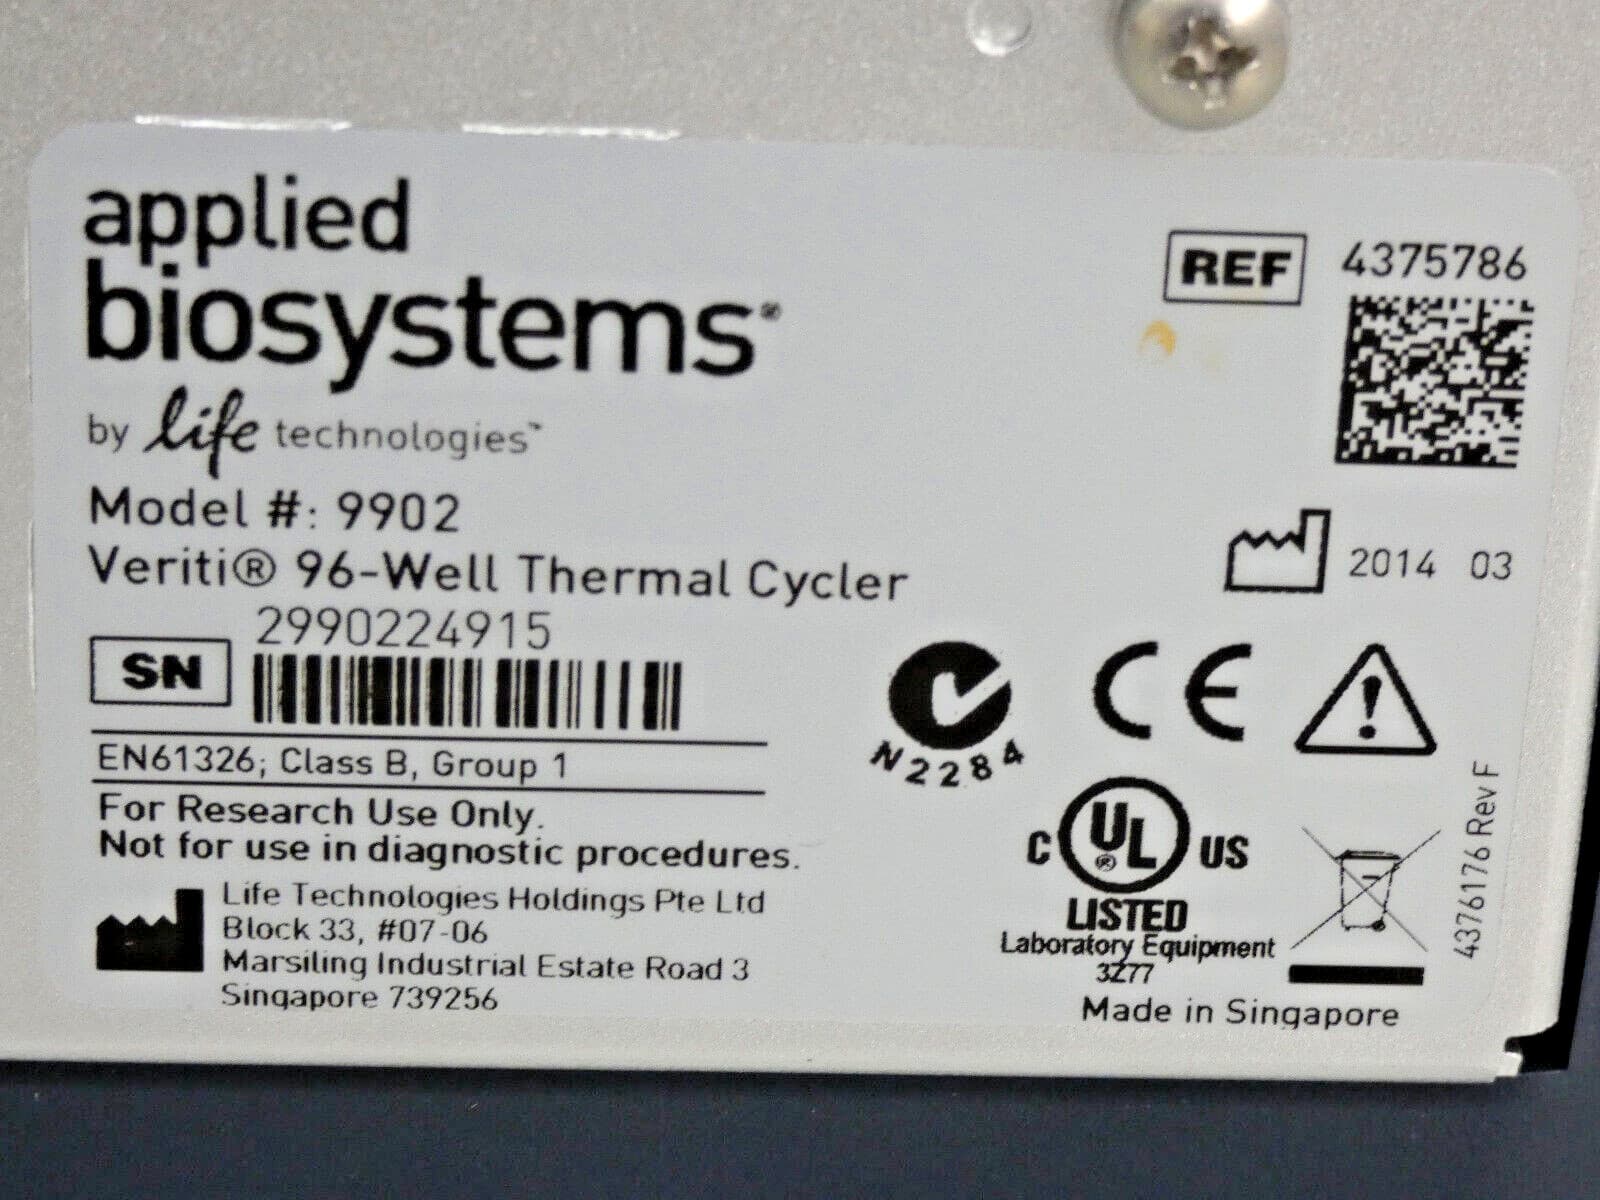 applied
biosystems®
by life technologies™
Model #: 9902
Veriti® 96-Well Thermal Cycler
SN 2990224915
EN61326; Class B, Group 1
For Research Use Only.
Not for use in diagnostic procedures.
Life Technologies Holdings Pte Ltd
Block 33, #07-06
Marsiling Industrial Estate Road 3
Singapore 739256
REF 4375786
2014 03
N2284
CE
C UL® US
LISTED
Laboratory Equipment
3Z77
Made in Singapore
4376176 Rev F